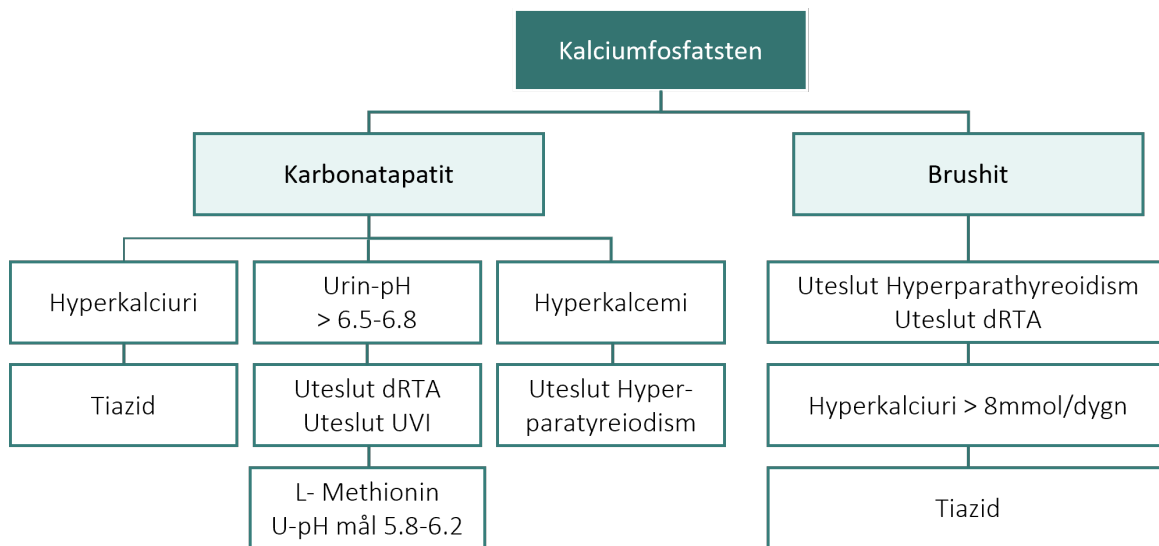 Kalciumfosfatsten
Karbonatapatit
Brushit
Hyperkalciuri
Urin-pH
> 6.5-6.8
Hyperkalcemi
Uteslut Hyperparathyreoidism
Uteslut dRTA
Tiazid
Uteslut dRTA
Uteslut UVI
Uteslut Hyper-
paratyreiodism
Hyperkalciuri > 8mmol/dygn
L- Methionin
U-pH mål 5.8-6.2
Tiazid